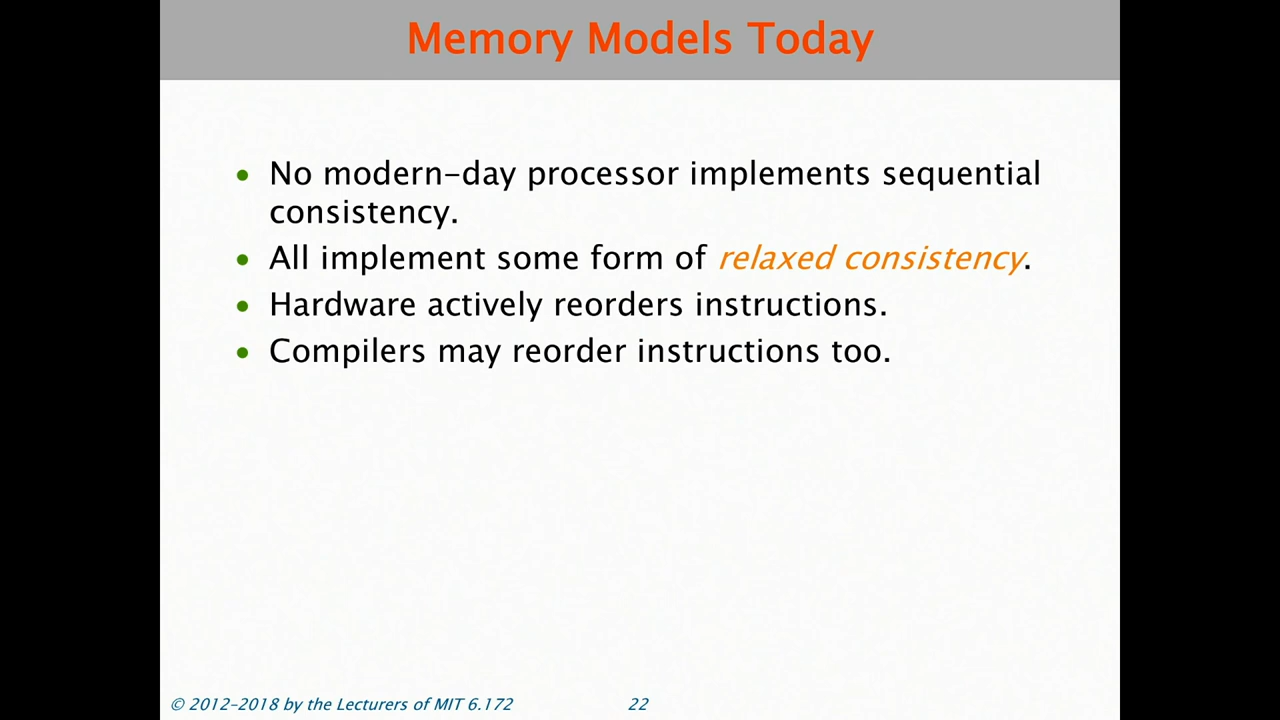 Memory Models Today
• No modern-day processor implements sequential
consistency.
• All implement some form of relaxed consistency.
• Hardware actively reorders instructions.
• Compilers may reorder instructions too.
© 2012-2018 by the Lecturers of MIT 6.172
22